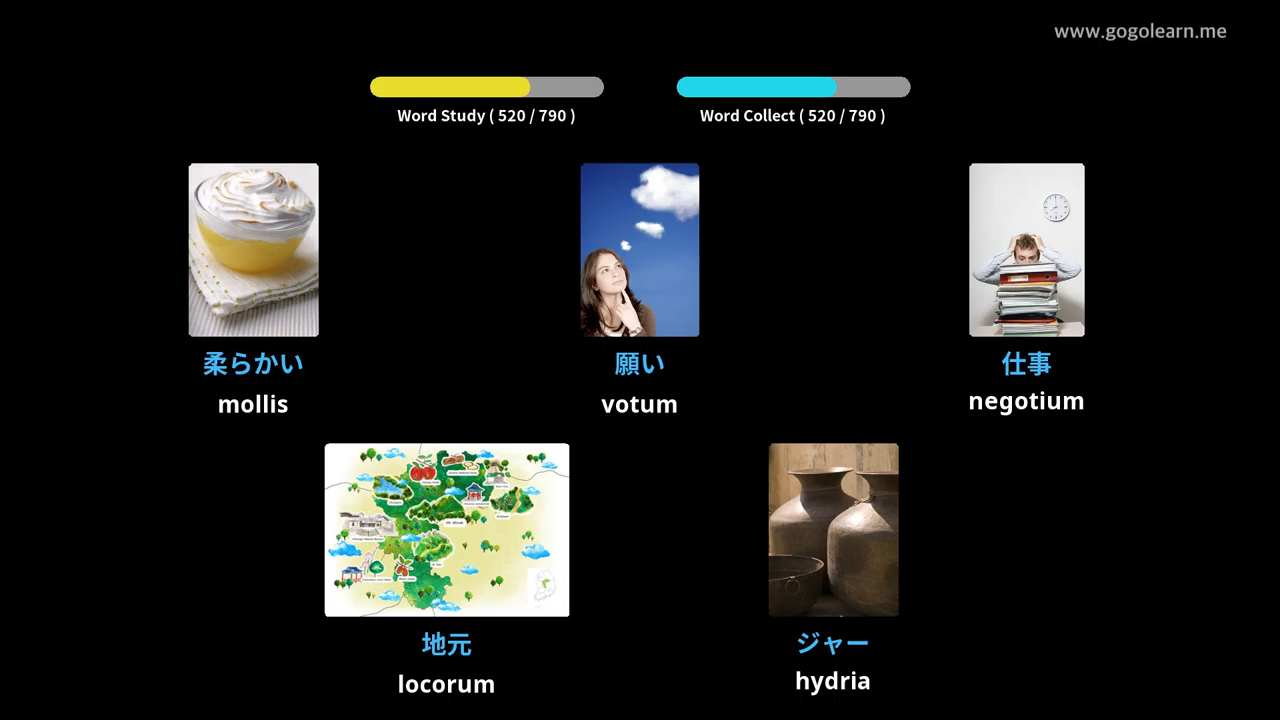 www.gogolearn.me
Word Study ( 520 / 790 )
Word Collect ( 520 / 790 )
柔らかい
mollis
願い
votum
仕事
negotium
地元
locorum
ジャー
hydria